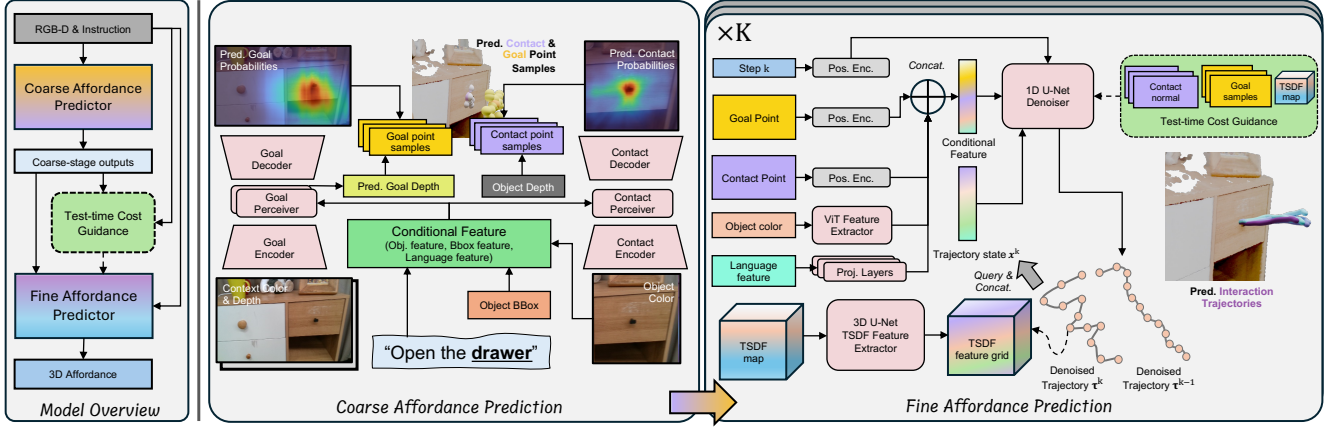 RGB-D & Instruction
Coarse Affordance
Predictor
Coarse-stage outputs
Test-time Cost
Guidance
Fine Affordance
Predictor
3D Affordance
Model Overview
Pred. Goal
Probabilities
Pred. Contact &
Goal Point
Samples
Pred. Contact
Probabilities
Goal
Decoder
Goal point
samples
Contact point
samples
Contact
Decoder
Pred. Goal Depth
Object Depth
Goal
Perceiver
Contact
Perceiver
Goal
Encoder
Conditional Feature
(Obj. feature, Bbox feature,
Language feature)
Contact
Encoder
Context Color
& Depth
Object BBox
Object
Color
“Open the drawer”
Coarse Affordance Prediction
×K
Step k
Pos. Enc.
Concat.
Goal Point
Pos. Enc.
Contact Point
Pos. Enc.
Object color
ViT Feature
Extractor
Language
feature
Proj. Layers
Conditional
Feature
1D U-Net
Denoiser
Contact
normal
Goal
samples
TSDF
map
Test-time Cost Guidance
Trajectory state xᵏ
Query &
Concat.
Pred. Interaction
Trajectories
TSDF
map
3D U-Net
TSDF Feature
Extractor
TSDF
feature grid
Denoised
Trajectory τᵏ
Denoised
Trajectory τᵏ⁻¹
Fine Affordance Prediction